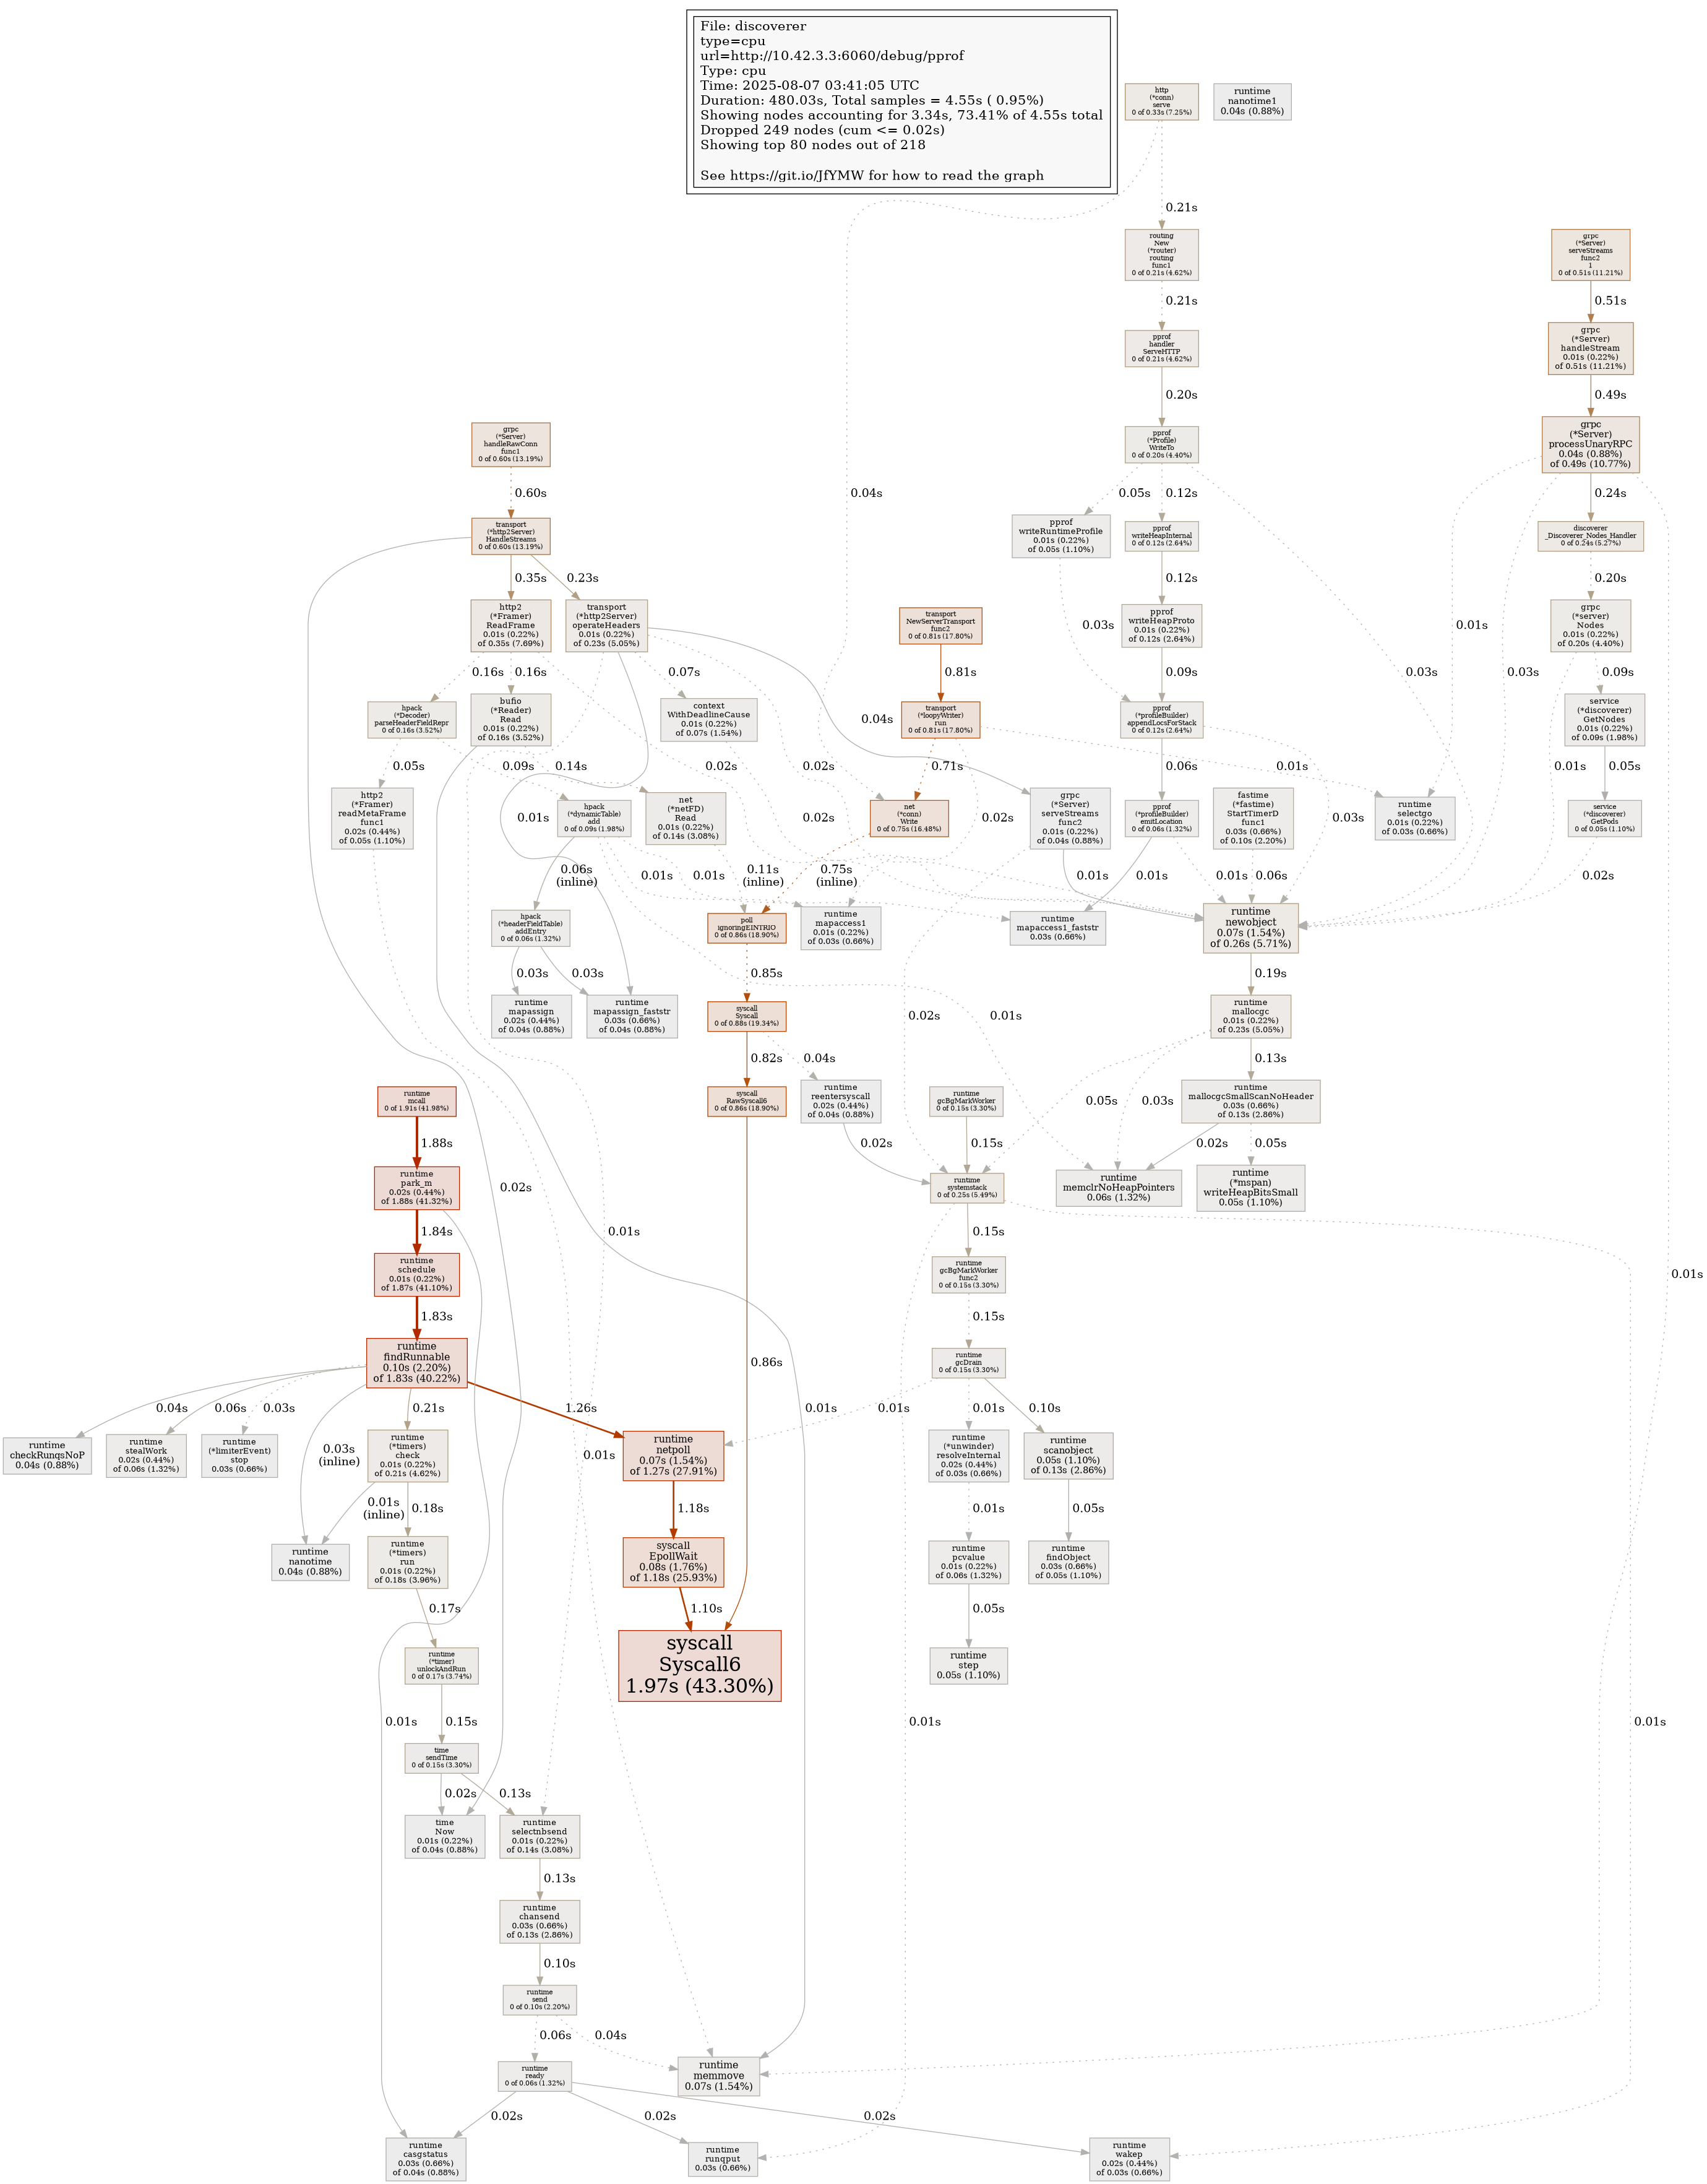 File: discoverer
type=cpu
url=http://10.42.3.3:6060/debug/pprof
Type: cpu
Time: 2025-08-07 03:41:05 UTC
Duration: 480.03s, Total samples = 4.55s ( 0.95%)
Showing nodes accounting for 3.34s, 73.41% of 4.55s total
Dropped 249 nodes (cum <= 0.02s)
Showing top 80 nodes out of 218
See https://git.io/JfYMW for how to read the graph
http
(*conn)
serve
0 of 0.33s (7.25%)
runtime
nanotime1
0.04s (0.88%)
0.21s
routing
New
(*router)
routing
func1
0 of 0.21s (4.62%)
grpc
(*Server)
serveStreams
func2
1
0 of 0.51s (11.21%)
0.21s
0.51s
pprof
handler
ServeHTTP
0 of 0.21s (4.62%)
grpc
(*Server)
handleStream
0.01s (0.22%)
of 0.51s (11.21%)
0.20s
0.49s
grpc
(*Server)
handleRawConn
func1
0 of 0.60s (13.19%)
pprof
(*Profile)
WriteTo
0 of 0.20s (4.40%)
grpc
(*Server)
processUnaryRPC
0.04s (0.88%)
of 0.49s (10.77%)
0.60s
0.04s
0.05s
0.12s
0.03s
0.24s
transport
(*http2Server)
HandleStreams
0 of 0.60s (13.19%)
pprof
writeRuntimeProfile
0.01s (0.22%)
of 0.05s (1.10%)
pprof
writeHeapInternal
0 of 0.12s (2.64%)
discoverer
_Discoverer_Nodes_Handler
0 of 0.24s (5.27%)
0.35s
0.23s
0.12s
0.20s
http2
(*Framer)
ReadFrame
0.01s (0.22%)
of 0.35s (7.69%)
transport
(*http2Server)
operateHeaders
0.01s (0.22%)
of 0.23s (5.05%)
transport
NewServerTransport
func2
0 of 0.81s (17.80%)
pprof
writeHeapProto
0.01s (0.22%)
of 0.12s (2.64%)
grpc
(*server)
Nodes
0.01s (0.22%)
of 0.20s (4.40%)
0.03s
0.01s
0.16s
0.16s
0.07s
0.81s
0.09s
0.03s
0.09s
hpack
(*Decoder)
parseHeaderFieldRepr
0 of 0.16s (3.52%)
bufio
(*Reader)
Read
0.01s (0.22%)
of 0.16s (3.52%)
context
WithDeadlineCause
0.01s (0.22%)
of 0.07s (1.54%)
0.04s
transport
(*loopyWriter)
run
0 of 0.81s (17.80%)
pprof
(*profileBuilder)
appendLocsForStack
0 of 0.12s (2.64%)
service
(*discoverer)
GetNodes
0.01s (0.22%)
of 0.09s (1.98%)
0.05s
0.09s
0.14s
0.02s
0.02s
0.71s
0.01s
0.06s
0.01s
0.05s
http2
(*Framer)
readMetaFrame
func1
0.02s (0.44%)
of 0.05s (1.10%)
hpack
(*dynamicTable)
add
0 of 0.09s (1.98%)
net
(*netFD)
Read
0.01s (0.22%)
of 0.14s (3.08%)
net
(*conn)
Write
0 of 0.75s (16.48%)
grpc
(*Server)
serveStreams
func2
0.01s (0.22%)
of 0.04s (0.88%)
pprof
(*profileBuilder)
emitLocation
0 of 0.06s (1.32%)
fastime
(*fastime)
StartTimerD
func1
0.03s (0.66%)
of 0.10s (2.20%)
runtime
selectgo
0.01s (0.22%)
of 0.03s (0.66%)
service
(*discoverer)
GetPods
0 of 0.05s (1.10%)
0.01s
0.02s
0.02s
0.03s
0.06s
(inline)
0.01s
0.01s
0.11s
(inline)
0.75s
(inline)
0.01s
0.01s
0.01s
0.06s
0.02s
hpack
(*headerFieldTable)
addEntry
0 of 0.06s (1.32%)
poll
ignoringEINTRIO
0 of 0.86s (18.90%)
runtime
mapaccess1
0.01s (0.22%)
of 0.03s (0.66%)
runtime
mapaccess1_faststr
0.03s (0.66%)
runtime
newobject
0.07s (1.54%)
of 0.26s (5.71%)
0.03s
0.03s
0.85s
0.19s
runtime
mapassign
0.02s (0.44%)
of 0.04s (0.88%)
runtime
mapassign_faststr
0.03s (0.66%)
of 0.04s (0.88%)
syscall
Syscall
0 of 0.88s (19.34%)
0.02s
0.01s
runtime
mallocgc
0.01s (0.22%)
of 0.23s (5.05%)
0.82s
0.04s
0.13s
runtime
mcall
0 of 1.91s (41.98%)
syscall
RawSyscall6
0 of 0.86s (18.90%)
runtime
reentersyscall
0.02s (0.44%)
of 0.04s (0.88%)
runtime
gcBgMarkWorker
0 of 0.15s (3.30%)
0.05s
0.03s
runtime
mallocgcSmallScanNoHeader
0.03s (0.66%)
of 0.13s (2.86%)
1.88s
0.02s
0.15s
0.02s
0.05s
runtime
park_m
0.02s (0.44%)
of 1.88s (41.32%)
0.02s
runtime
systemstack
0 of 0.25s (5.49%)
runtime
memclrNoHeapPointers
0.06s (1.32%)
runtime
(*mspan)
writeHeapBitsSmall
0.05s (1.10%)
1.84s
0.01s
0.15s
0.01s
runtime
schedule
0.01s (0.22%)
of 1.87s (41.10%)
runtime
gcBgMarkWorker
func2
0 of 0.15s (3.30%)
1.83s
0.15s
runtime
findRunnable
0.10s (2.20%)
of 1.83s (40.22%)
0.86s
runtime
gcDrain
0 of 0.15s (3.30%)
0.04s
0.06s
0.03s
0.21s
1.26s
0.01s
0.01s
0.01s
0.10s
runtime
checkRunqsNoP
0.04s (0.88%)
runtime
stealWork
0.02s (0.44%)
of 0.06s (1.32%)
runtime
(*limiterEvent)
stop
0.03s (0.66%)
0.03s
(inline)
runtime
(*timers)
check
0.01s (0.22%)
of 0.21s (4.62%)
0.01s
runtime
netpoll
0.07s (1.54%)
of 1.27s (27.91%)
runtime
(*unwinder)
resolveInternal
0.02s (0.44%)
of 0.03s (0.66%)
runtime
scanobject
0.05s (1.10%)
of 0.13s (2.86%)
0.01s
(inline)
0.18s
1.18s
0.01s
0.05s
runtime
nanotime
0.04s (0.88%)
runtime
(*timers)
run
0.01s (0.22%)
of 0.18s (3.96%)
syscall
EpollWait
0.08s (1.76%)
of 1.18s (25.93%)
runtime
pcvalue
0.01s (0.22%)
of 0.06s (1.32%)
runtime
findObject
0.03s (0.66%)
of 0.05s (1.10%)
0.17s
1.10s
0.05s
runtime
(*timer)
unlockAndRun
0 of 0.17s (3.74%)
syscall
Syscall6
1.97s (43.30%)
runtime
step
0.05s (1.10%)
0.01s
0.15s
0.01s
0.01s
time
sendTime
0 of 0.15s (3.30%)
0.02s
0.13s
time
Now
0.01s (0.22%)
of 0.04s (0.88%)
runtime
selectnbsend
0.01s (0.22%)
of 0.14s (3.08%)
0.13s
runtime
chansend
0.03s (0.66%)
of 0.13s (2.86%)
0.10s
runtime
send
0 of 0.10s (2.20%)
0.06s
0.04s
runtime
ready
0 of 0.06s (1.32%)
runtime
memmove
0.07s (1.54%)
0.02s
0.02s
0.02s
runtime
casgstatus
0.03s (0.66%)
of 0.04s (0.88%)
runtime
runqput
0.03s (0.66%)
runtime
wakep
0.02s (0.44%)
of 0.03s (0.66%)